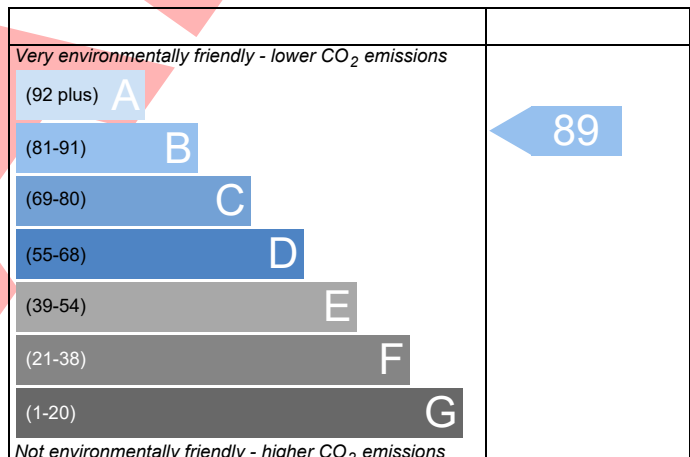 Very environmentally friendly - lower CO2 emissions
(92 plus) A
(81-91) B
89
(69-80) C
(55-68) D
(39-54) E
(21-38) F
(1-20) G
Not environmentally friendly - higher CO2 emissions